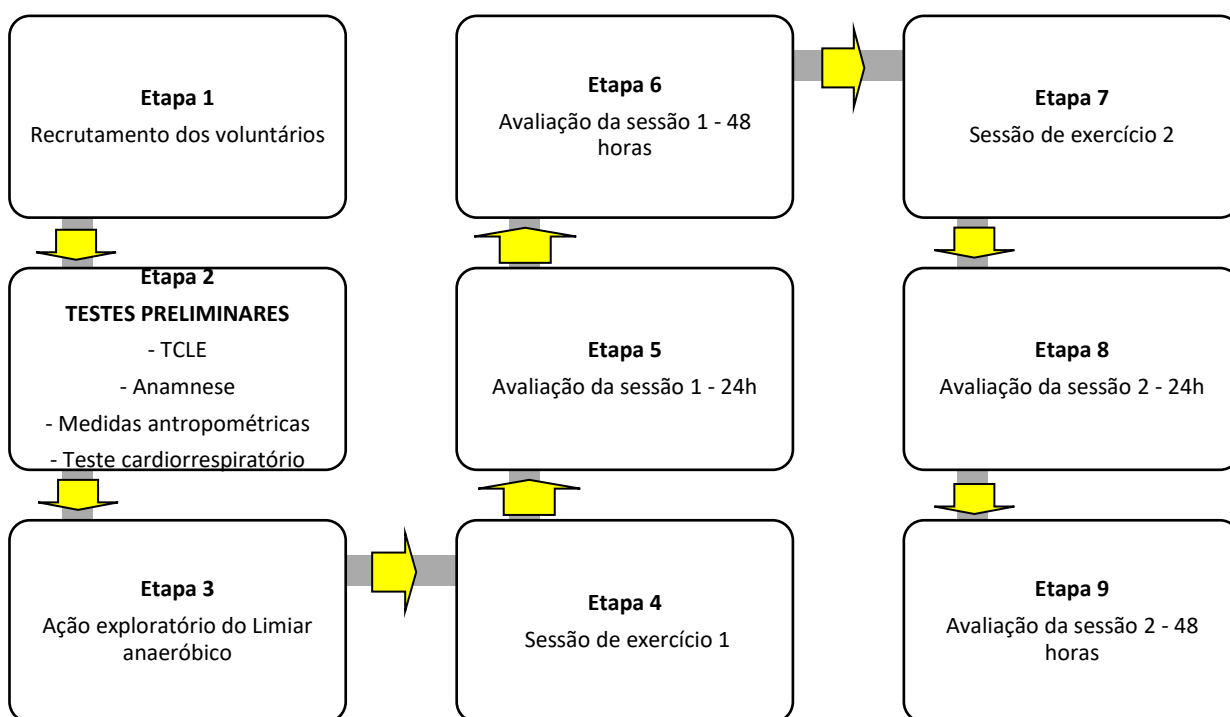 Etapa 1
Recrutamento dos voluntários
Etapa 2
TESTES PRELIMINARES
- TCLE
- Anamnese
- Medidas antropométricas
- Teste cardiorrespiratório
Etapa 3
Ação exploratório do Limiar
anaeróbico
Etapa 4
Sessão de exercício 1
Etapa 5
Avaliação da sessão 1 - 24h
Etapa 6
Avaliação da sessão 1 - 48
horas
Etapa 7
Sessão de exercício 2
Etapa 8
Avaliação da sessão 2 - 24h
Etapa 9
Avaliação da sessão 2 - 48
horas